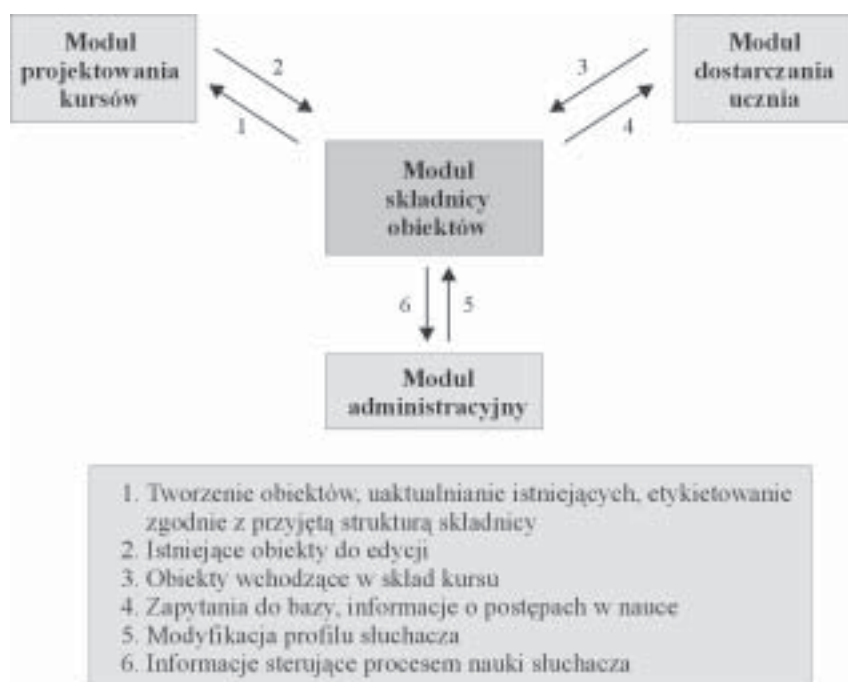 Moduł
projektowania
kursów
Moduł
dostarczania
ucznia
2
3
1
4
Moduł
składnicy
obiektów
6
5
Moduł
administracyjny
1. Tworzenie obiektów, uaktualnianie istniejących, etykietowanie
zgodnie z przyjętą strukturą składnicy
2. Istniejące obiekty do edycji
3. Obiekty wchodzące w skład kursu
4. Zapytania do bazy, informacje o postępach w nauce
5. Modyfikacja profilu słuchacza
6. Informacje sterujące procesem nauki słuchacza